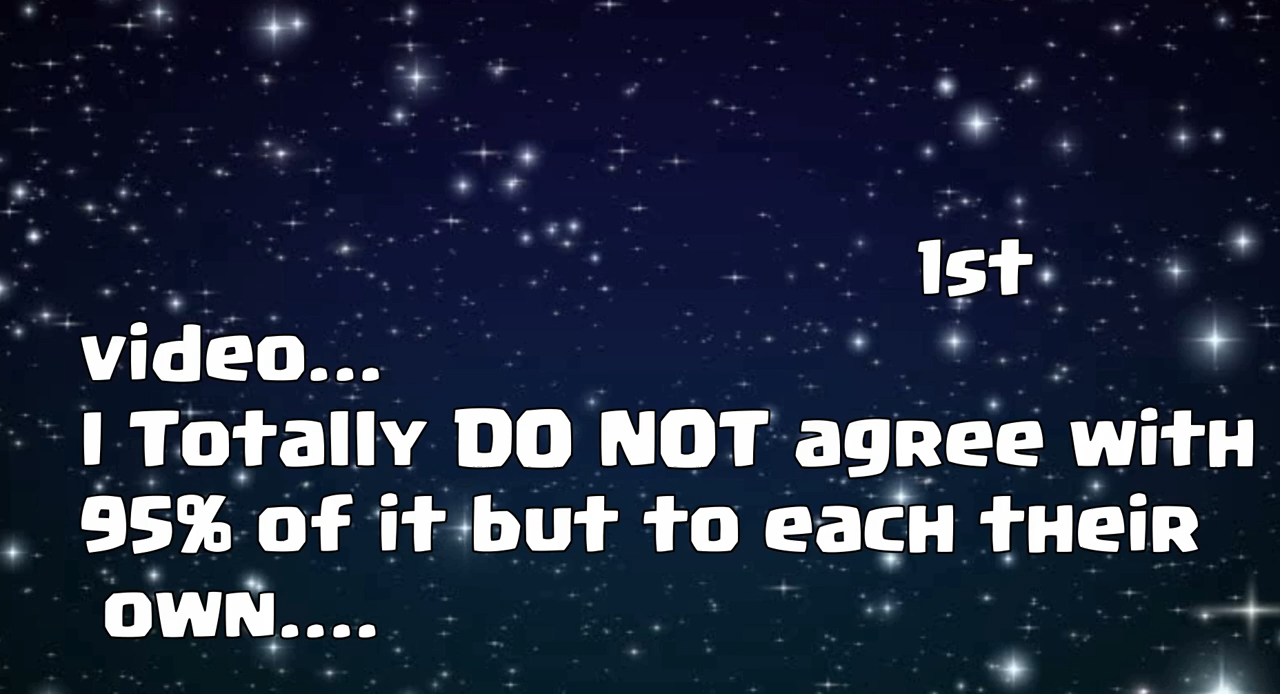 1st
video...
I Totally DO NOT agree with
95% of it but to each their
own....